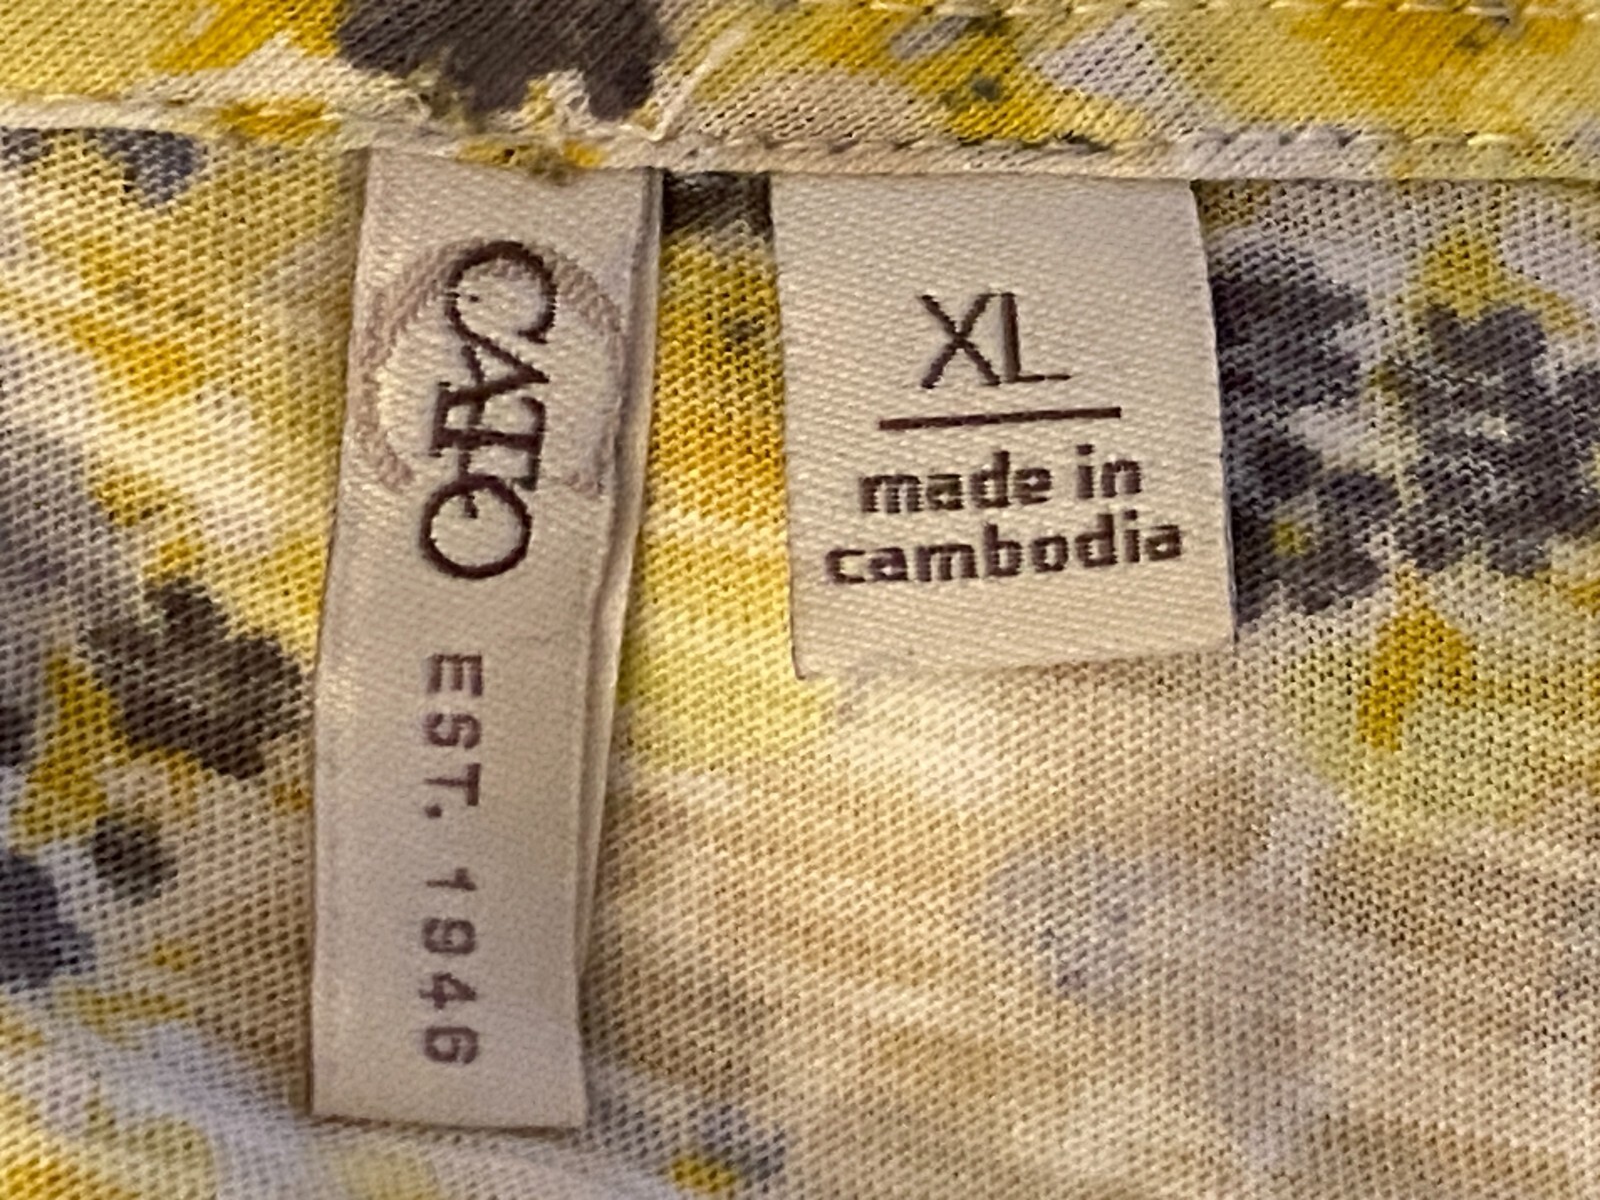 CATO
EST. 1946
XL
made in
cambodia